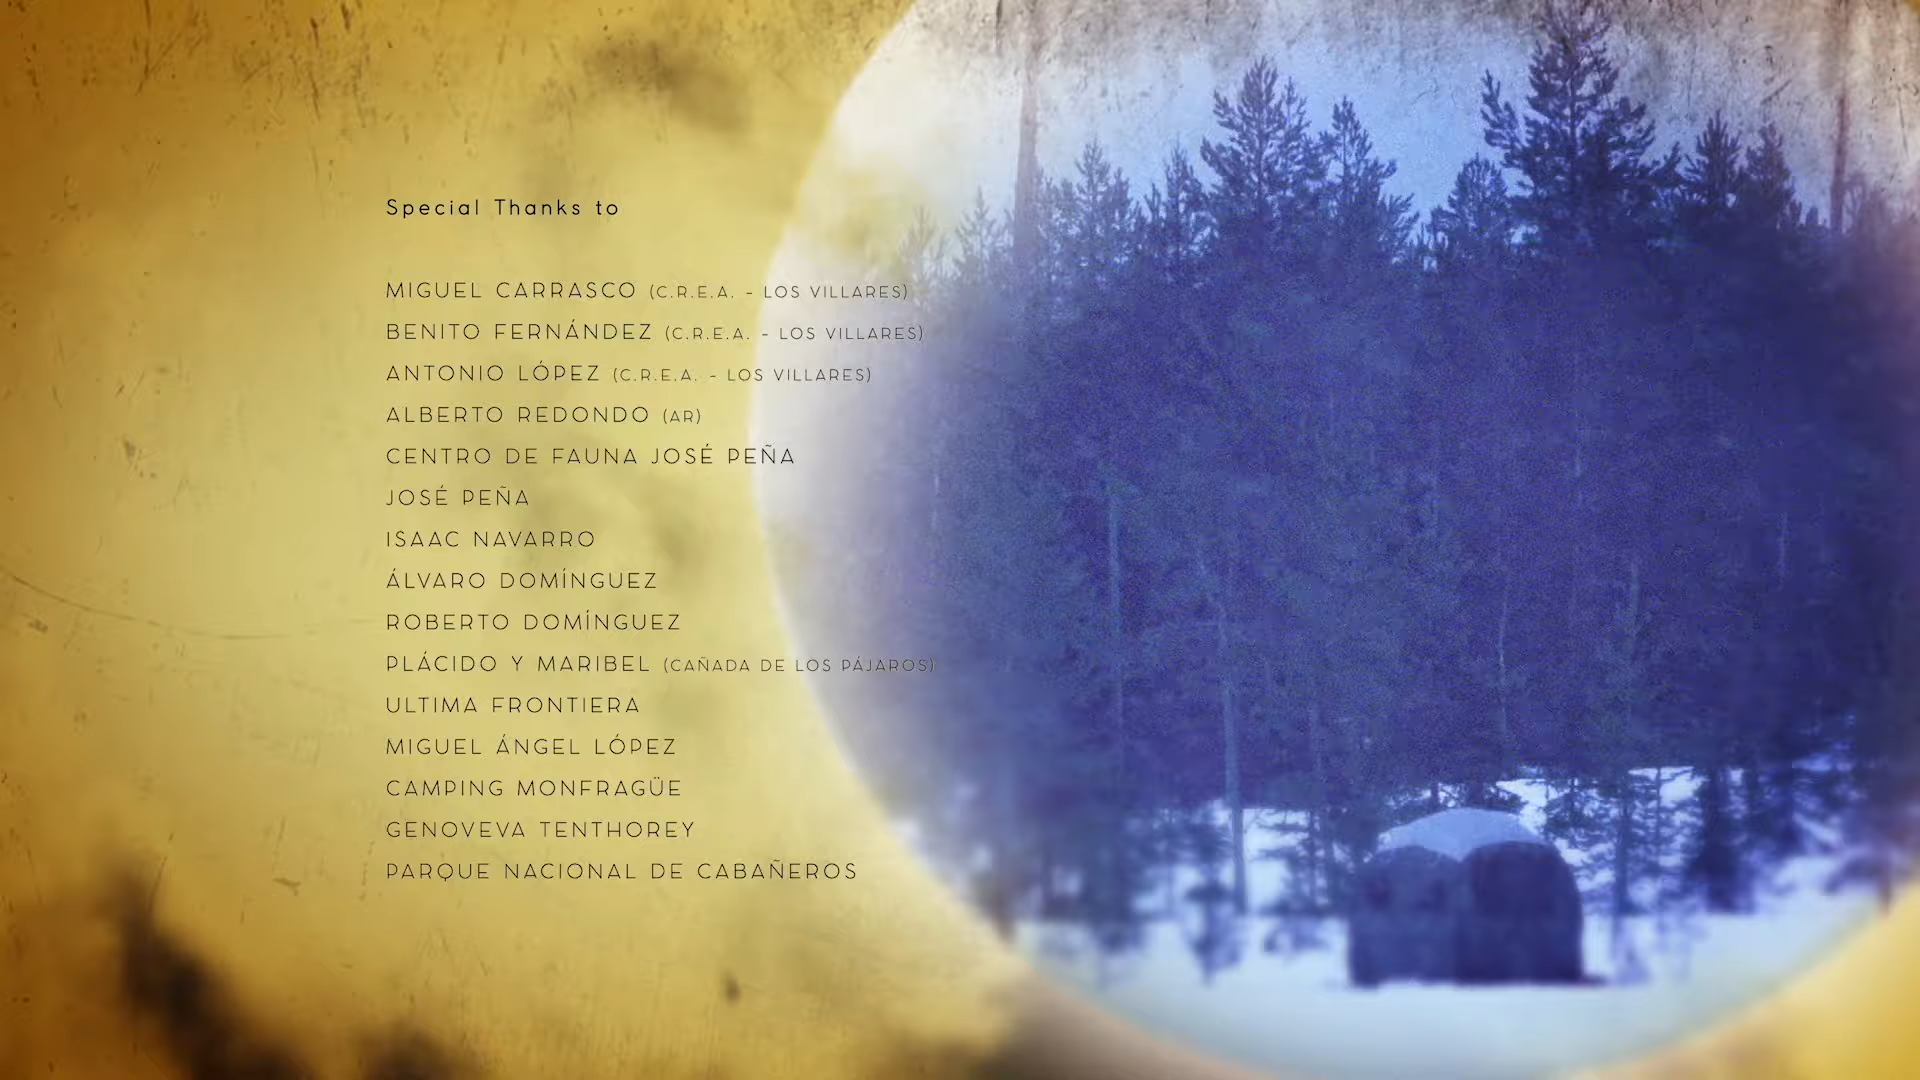 Special Thanks to
MIGUEL CARRASCO (C.R.E.A. - LOS VILLARES)
BENITO FERNÁNDEZ (C.R.E.A. - LOS VILLARES)
ANTONIO LÓPEZ (C.R.E.A. - LOS VILLARES)
ALBERTO REDONDO (AR)
CENTRO DE FAUNA JOSÉ PEÑA
JOSÉ PEÑA
ISAAC NAVARRO
ÁLVARO DOMÍNGUEZ
ROBERTO DOMÍNGUEZ
PLÁCIDO Y MARIBEL (CAÑADA DE LOS PÁJAROS)
ULTIMA FRONTIERA
MIGUEL ÁNGEL LÓPEZ
CAMPING MONFRAGÜE
GENOVEVA TENTHOREY
PARQUE NACIONAL DE CABAÑEROS